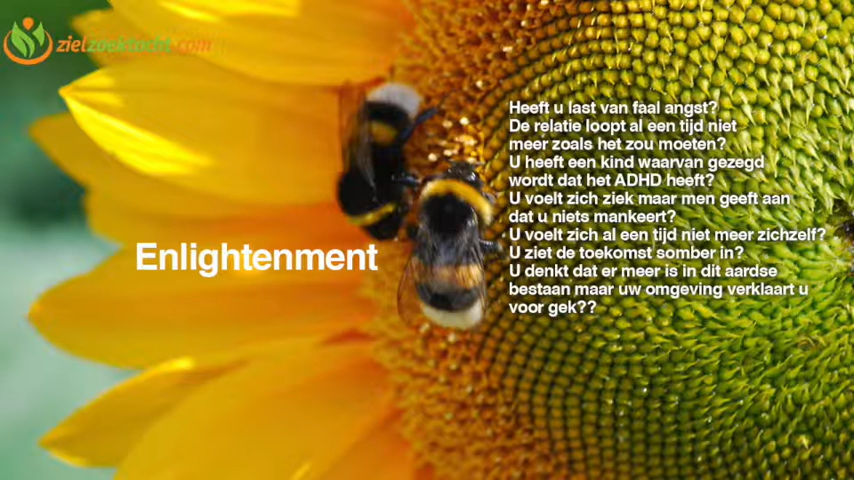 zielzoektocht.com
Heeft u last van faal angst?
De relatie loopt al een tijd niet
meer zoals het zou moeten?
U heeft een kind waarvan gezegd
wordt dat het ADHD heeft?
U voelt zich ziek maar men geeft aan
dat u niets mankeert?
U voelt zich al een tijd niet meer zichzelf?
U ziet de toekomst somber in?
U denkt dat er meer is in dit aardse
bestaan maar uw omgeving verklaart u
voor gek??
Enlightenment